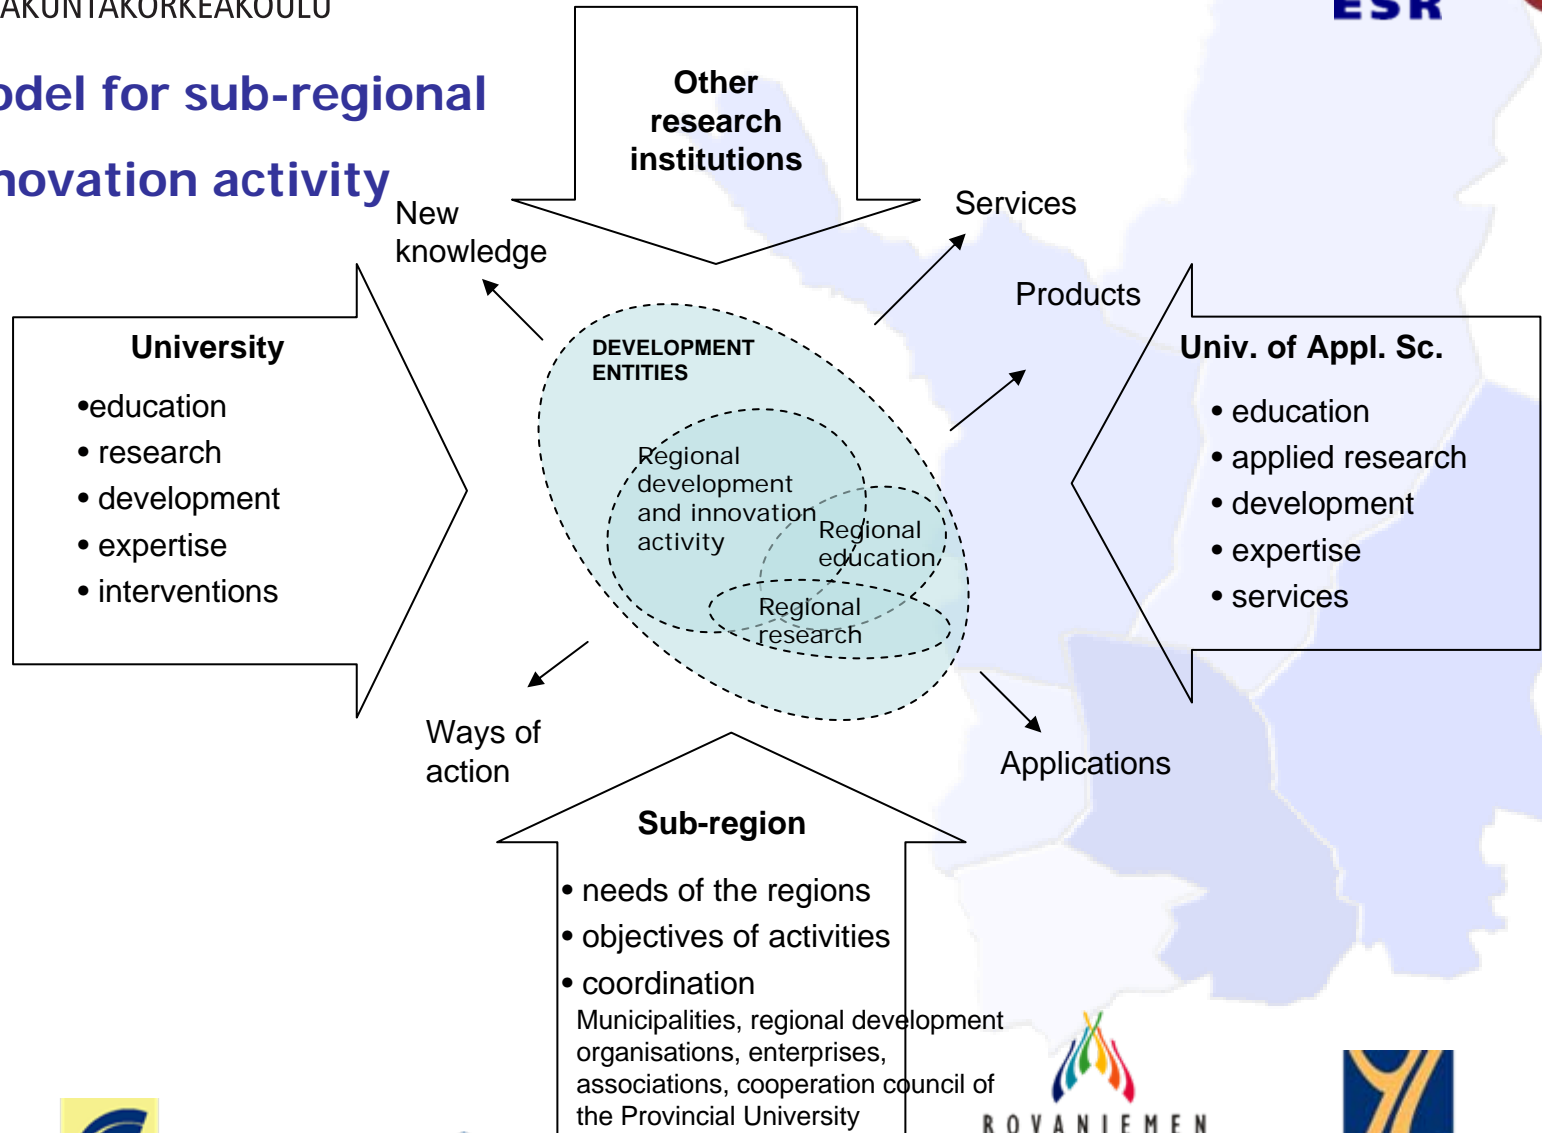 AKUNTAKORKEAKOULU
ESR
odel for sub-regional
novation activity
Other
research
institutions
New
knowledge
Services
Products
University
•education
• research
• development
• expertise
• interventions
DEVELOPMENT
ENTITIES
Regional
development
and innovation
activity
Regional
education
Regional
research
Univ. of Appl. Sc.
• education
• applied research
• development
• expertise
• services
Ways of
action
Applications
Sub-region
• needs of the regions
• objectives of activities
• coordination
Municipalities, regional development
organisations, enterprises,
associations, cooperation council of
the Provincial University
ROVANIEMEN